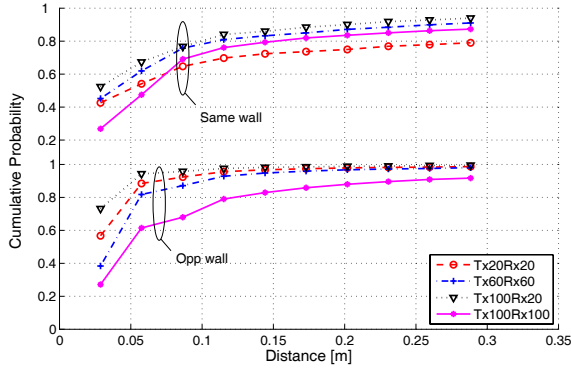 1
0.8
0.6
0.4
0.2
Same wall
1
0.8
0.6
0.4
0.2
0
Opp wall
Cumulative Probability
Tx20Rx20
Tx60Rx60
Tx100Rx20
Tx100Rx100
0 0.05 0.1 0.15 0.2 0.25 0.3 0.35
Distance [m]